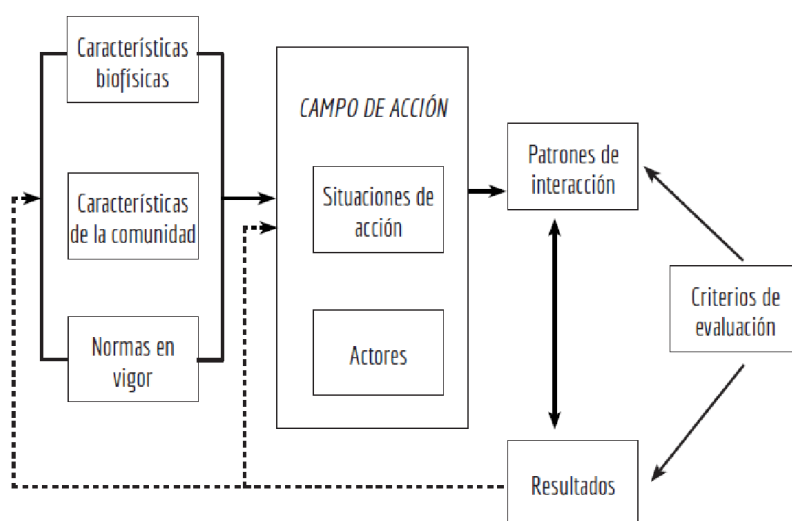 Características
biofísicas
Características
de la comunidad
Normas en
vigor
CAMPO DE ACCIÓN
Situaciones de
acción
Actores
Patrones de
interacción
Resultados
Criterios de
evaluación